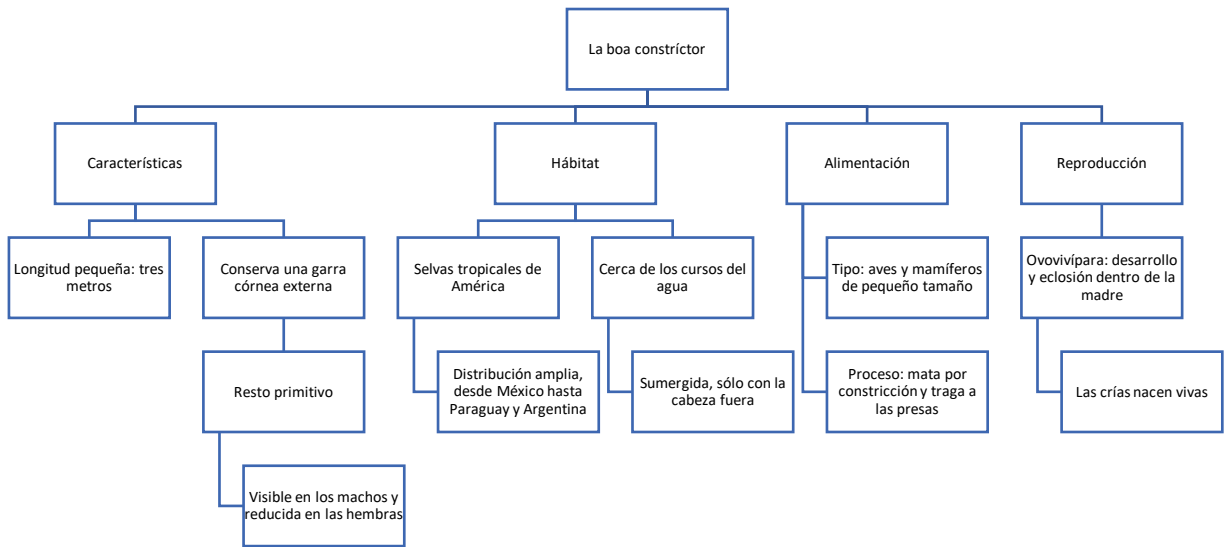 La boa constríctor
Características
Hábitat
Alimentación
Reproducción
Longitud pequeña: tres
metros
Conserva una garra
córnea externa
Selvas tropicales de
América
Cerca de los cursos del
agua
Tipo: aves y mamíferos
de pequeño tamaño
Ovovivípara: desarrollo
y eclosión dentro de la
madre
Resto primitivo
Distribución amplia,
desde México hasta
Paraguay y Argentina
Sumergida, sólo con la
cabeza fuera
Proceso: mata por
constricción y traga a
las presas
Las crías nacen vivas
Visible en los machos y
reducida en las hembras